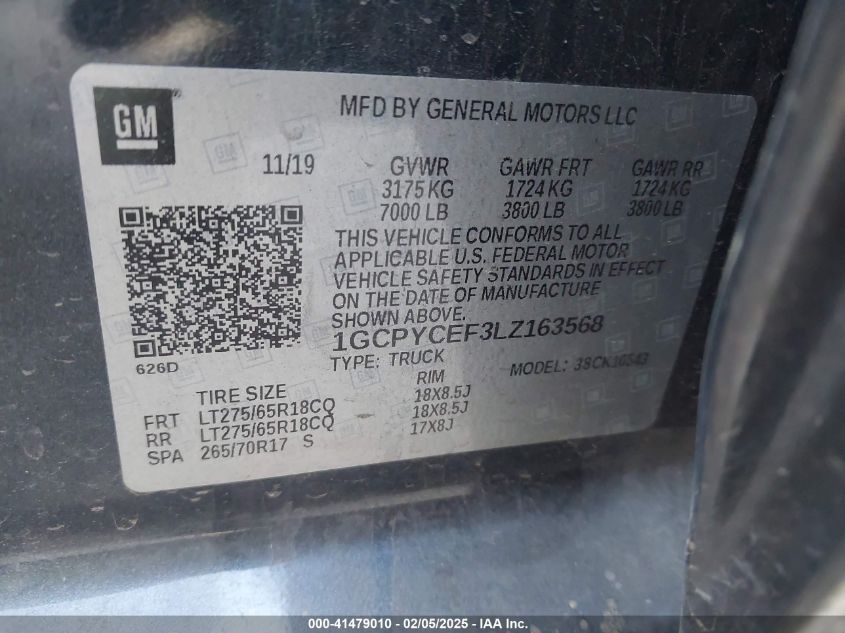 GM
®
MFD BY GENERAL MOTORS LLC
11/19 GVWR GAWR FRT GAWR RR
3175 KG 1724 KG 1724 KG
7000 LB 3800 LB 3800 LB
THIS VEHICLE CONFORMS TO ALL
APPLICABLE U.S. FEDERAL MOTOR
VEHICLE SAFETY STANDARDS IN EFFECT
ON THE DATE OF MANUFACTURE
SHOWN ABOVE.
1GCPYCEF3LZ163568
626D TYPE: TRUCK MODEL: 38CK10543
TIRE SIZE RIM
FRT LT275/65R18CQ 18X8.5J
RR LT275/65R18CQ 18X8.5J
SPA 265/70R17 S 17X8J
000-41479010 - 02/05/2025 - IAA Inc.